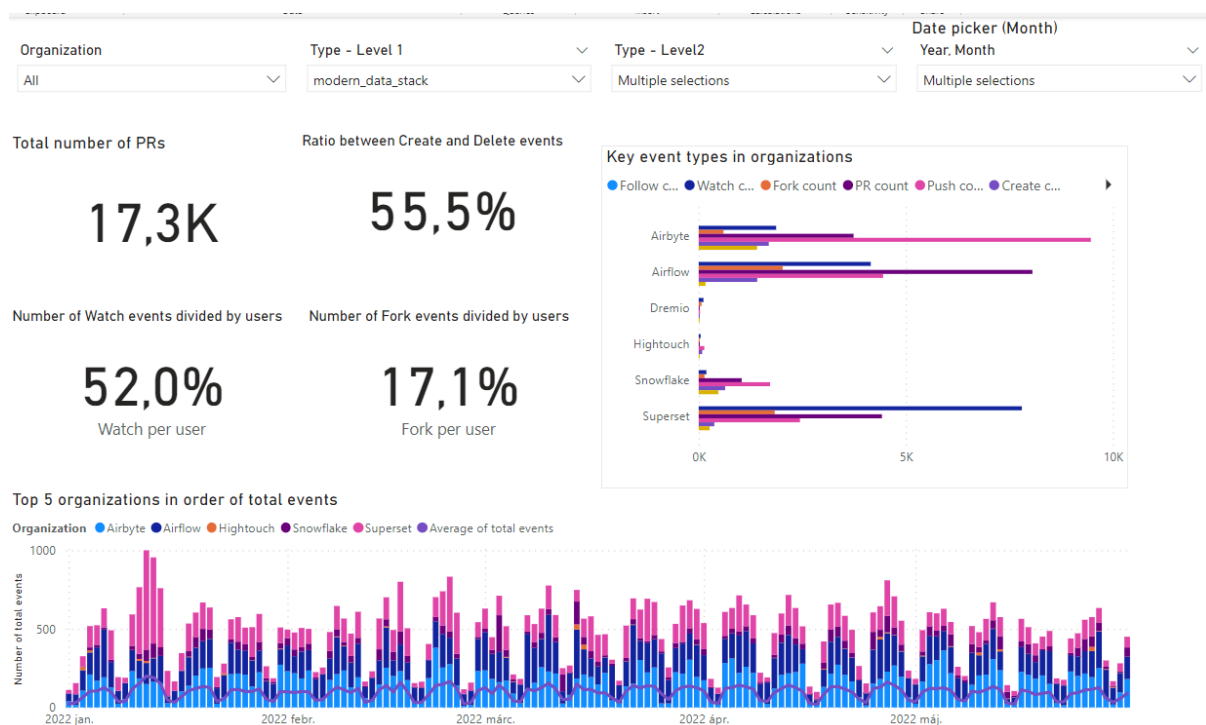 Date picker (Month)
Organization
Type - Level 1
Type - Level2
Year, Month
All
modern_data_stack
Multiple selections
Multiple selections
Total number of PRs
Ratio between Create and Delete events
17,3K
55,5%
Number of Watch events divided by users
Number of Fork events divided by users
52,0%
Watch per user
17,1%
Fork per user
Key event types in organizations
Follow c... Watch c... Fork count PR count Push co... Create c...
Airbyte
Airflow
Dremio
Hightouch
Snowflake
Superset
0K 5K 10K
Top 5 organizations in order of total events
Organization Airbyte Airflow Hightouch Snowflake Superset Average of total events
Number of total events
1000
500
0
2022 jan. 2022 febr. 2022 márc. 2022 ápr. 2022 máj.